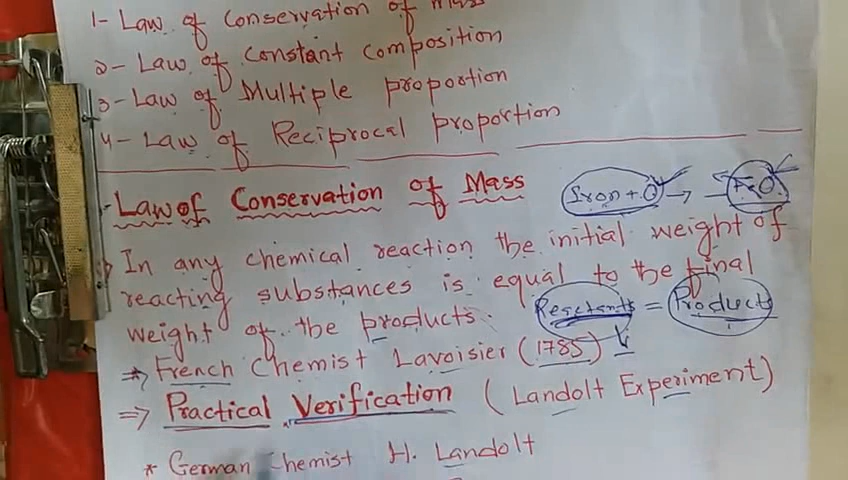 1- Law of Conservation of Mass
2- Law of Constant composition
3- Law of Multiple proportion
4- Law of Reciprocal proportion
Law of Conservation of Mass
Iron + O → FeO
In any chemical reaction the initial weight of
reacting substances is equal to the final
weight of the products.
Reactants = Products
⇒ French Chemist Lavoisier (1785)
⇒ Practical Verification (Landolt Experiment)
* German Chemist H. Landolt